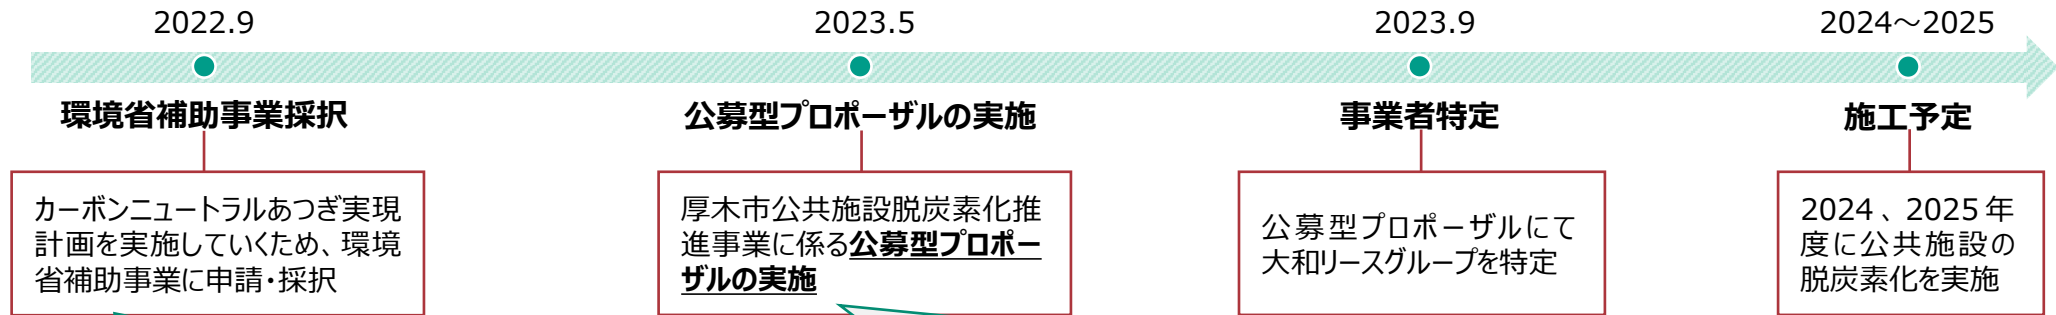 2022.9
2023.5
2023.9
2024～2025
環境省補助事業採択
公募型プロポーザルの実施
事業者特定
施工予定
カーボンニュートラルあつぎ実現
計画を実施していくため、環境
省補助事業に申請・採択
厚木市公共施設脱炭素化推
進事業に係る公募型プロポー
ザルの実施
公募型プロポーザルにて
大和リースグループを特定
2024、2025年
度に公共施設の
脱炭素化を実施